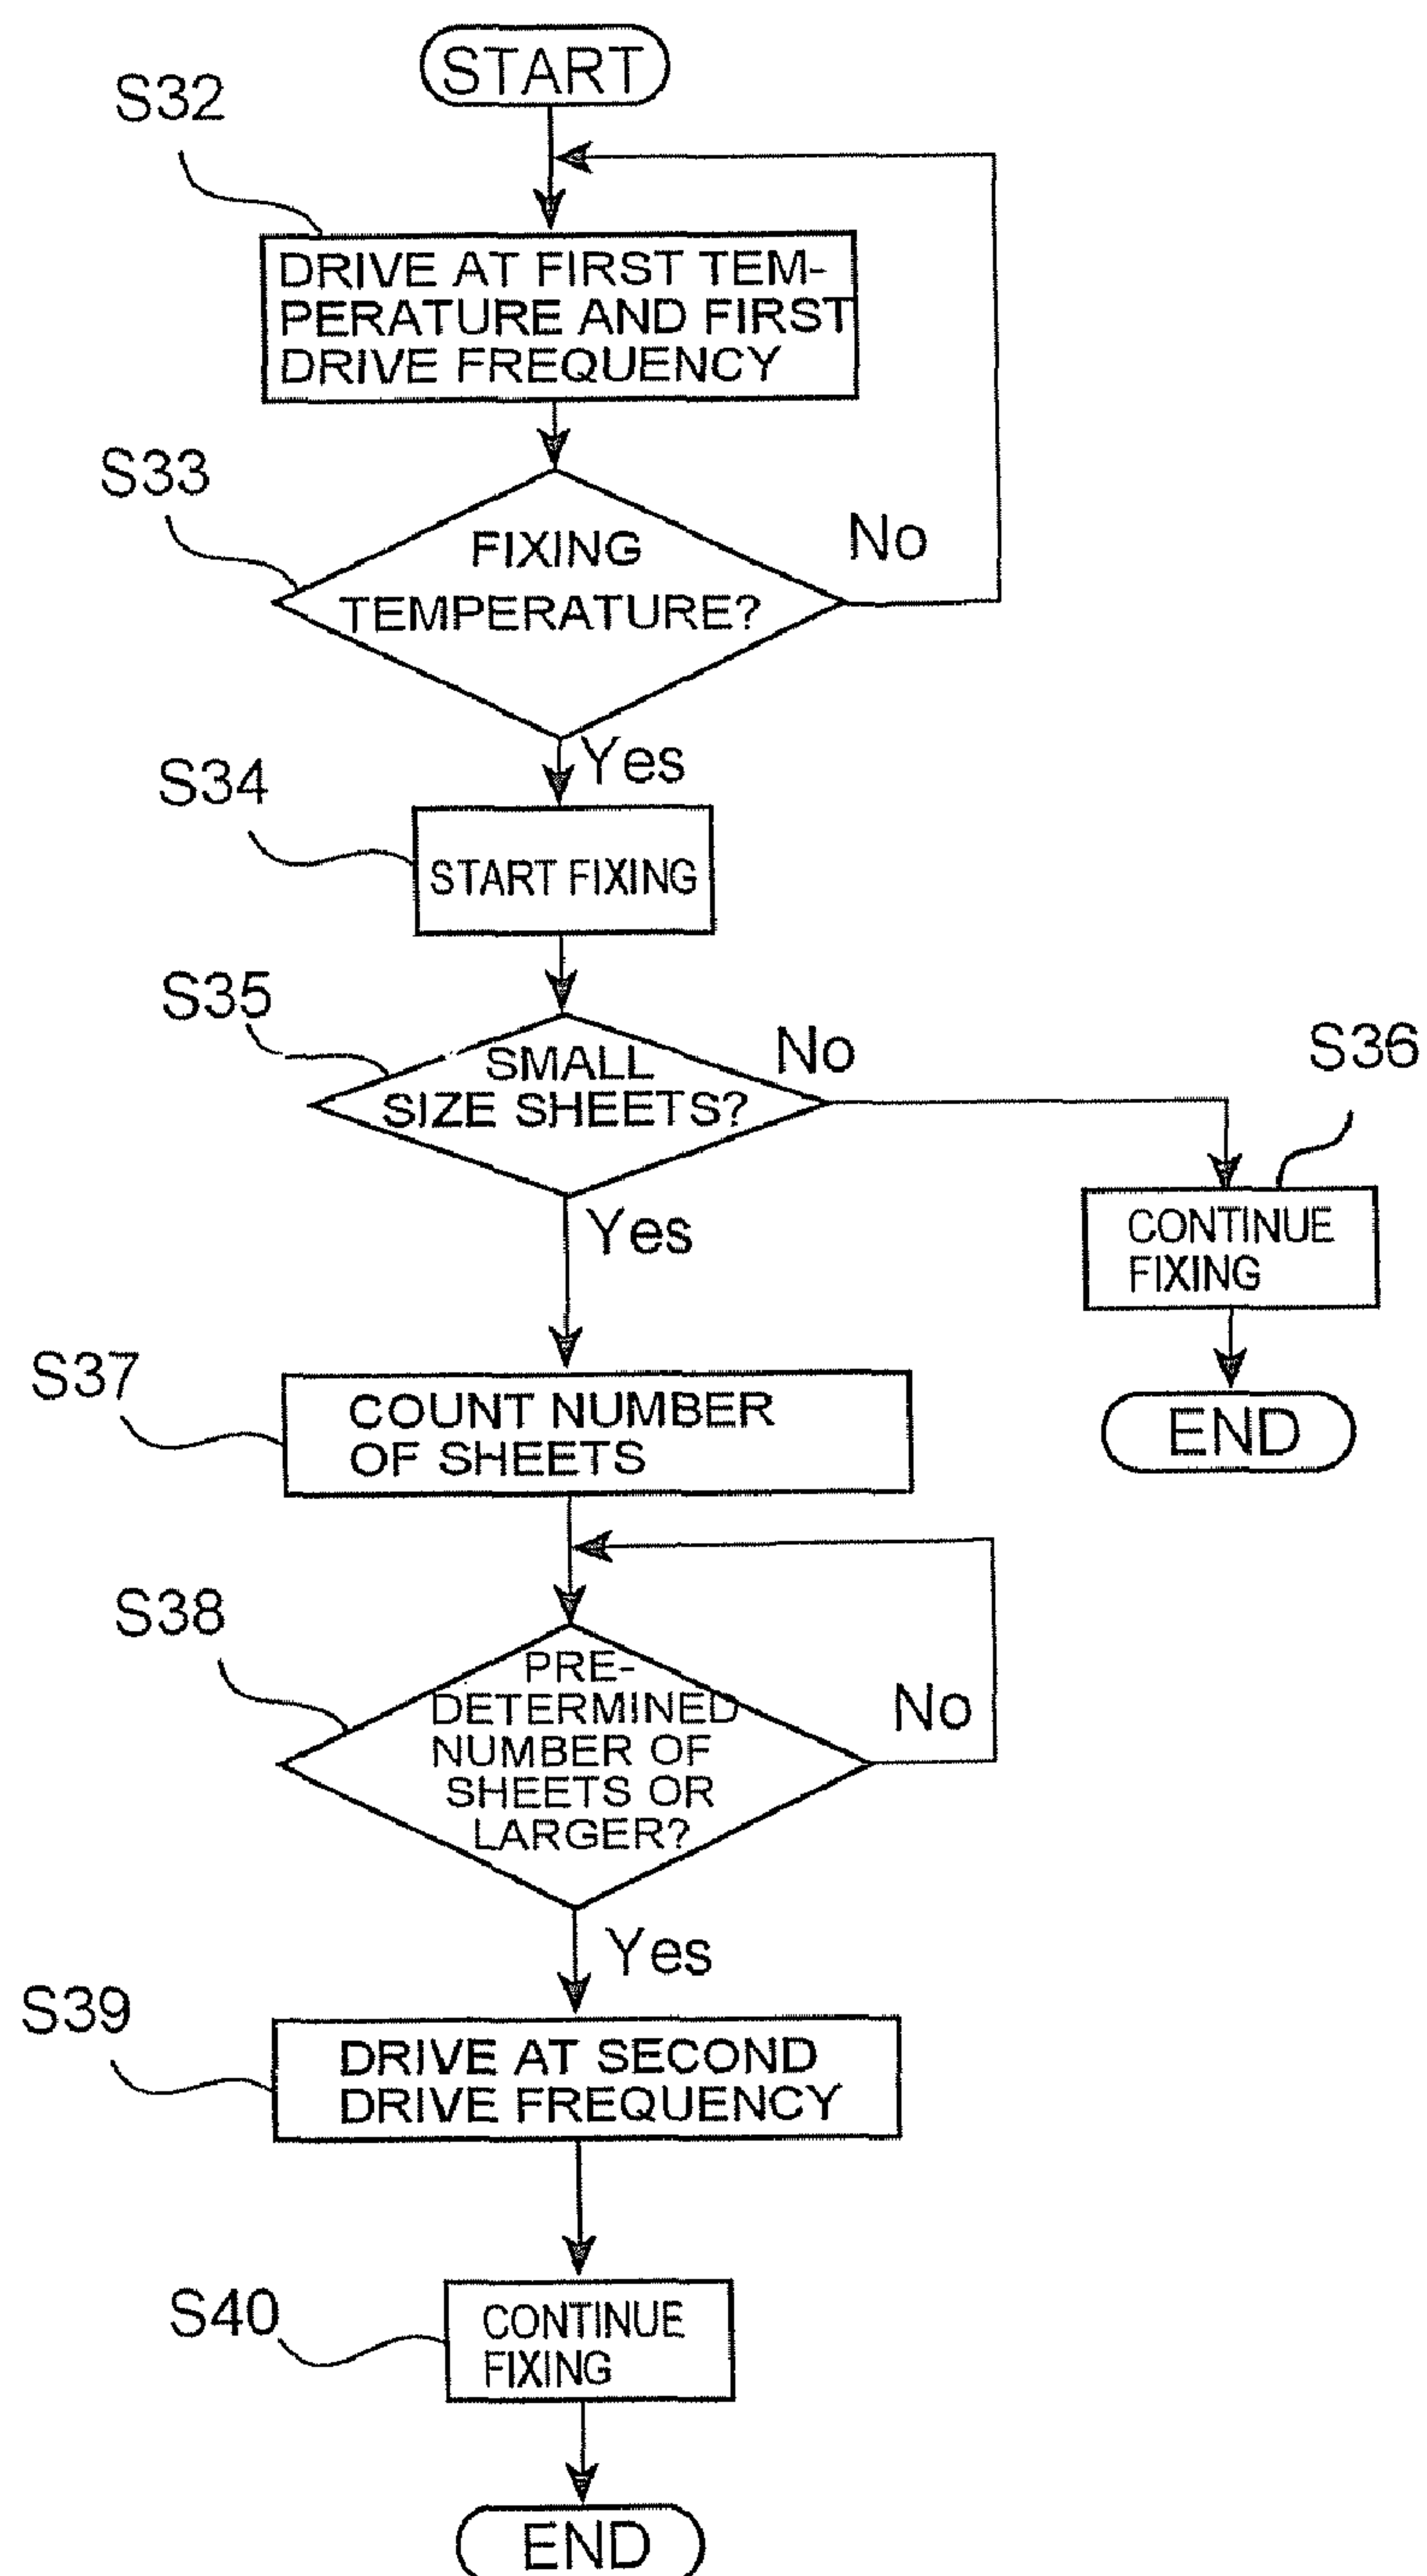 START
S32
DRIVE AT FIRST TEM-
PERATURE AND FIRST
DRIVE FREQUENCY
S33
FIXING
TEMPERATURE?
No
Yes
S34
START FIXING
S35
SMALL
SIZE SHEETS?
No
S36
CONTINUE
FIXING
END
Yes
S37
COUNT NUMBER
OF SHEETS
S38
PRE-
DETERMINED
NUMBER OF
SHEETS OR
LARGER?
No
Yes
S39
DRIVE AT SECOND
DRIVE FREQUENCY
S40
CONTINUE
FIXING
END